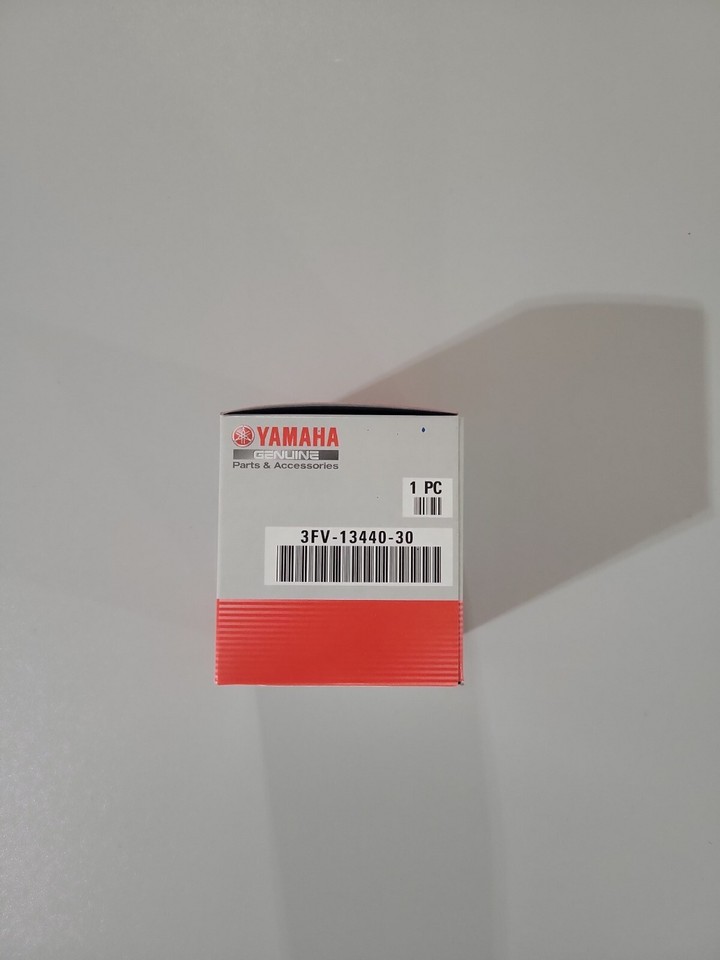 YAMAHA
GENUINE
Parts & Accessories
1 PC
3FV-13440-30